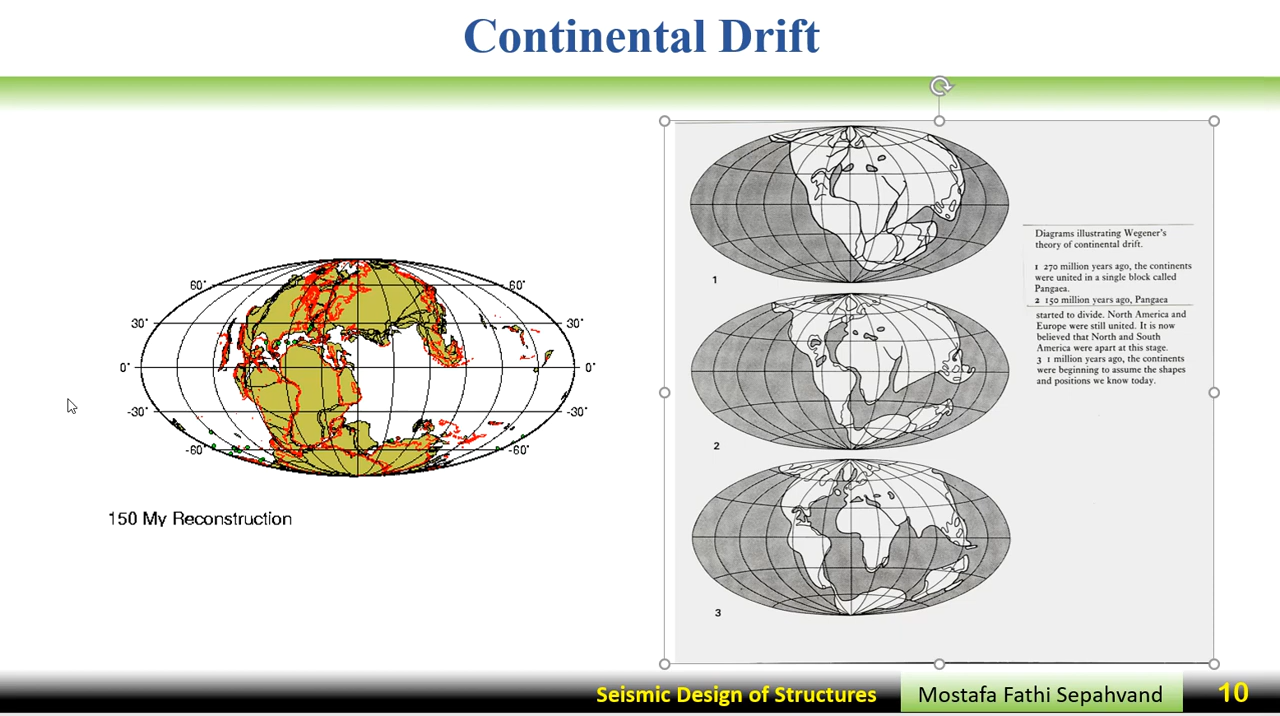 Continental Drift
60°
60°
30°
30°
0°
0°
-30°
-30°
-60°
-60°
150 My Reconstruction
1
2
3
Diagrams illustrating Wegener's
theory of continental drift.
1 270 million years ago, the continents
were united in a single block called
Pangaea.
2 150 million years ago, Pangaea
started to divide. North America and
Europe were still united. It is now
believed that North and South
America were apart at this stage.
3 1 million years ago, the continents
were beginning to assume the shapes
and positions we know today.
Seismic Design of Structures
Mostafa Fathi Sepahvand
10